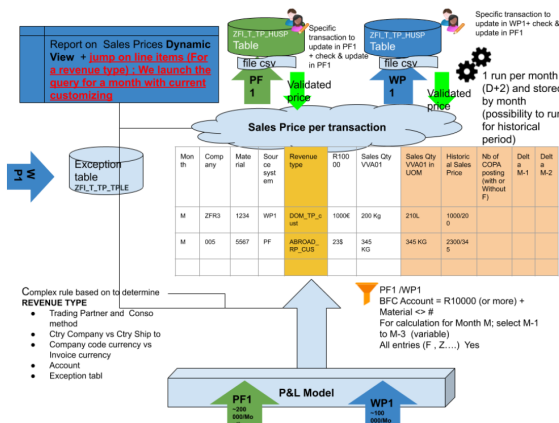 Report on Sales Prices Dynamic
View + jump on line items (For
a revenue type) : We launch the
query for a month with current
customizing
ZFI_T_TP_HUSP
Table
file csv
PF
1
Specific
transaction to
update in PF1
+ check & update
in PF1
Validated
price
ZFI_T_TP_HUSP
Table
file csv
WP
1
Specific transaction to
update in WP1+ check &
update in PF1
Validated
price
1 run per month
(D+2) and stored
by month
(possibility to run
for historical
period)
Sales Price per transaction
W
P1
Exception
table
ZFI_T_TP_TPLE
Mon Comp Mate Sour Revenue R100 Sales Qty Sales Qty Historic Nb of Delt Delt
th any rial ce type 00 VVA01 VVA01 in al Sales COPA a a
syst UOM Price posting M-1 M-2
em (with or
Without
F)
M ZFR3 1234 WP1 DOM_TP_c 1000€ 200 Kg 210L 1000/20
ust 0
M 005 5567 PF ABROAD_ 23$ 345 345 KG 2300/34
RP_CUS KG 5
Complex rule based on to determine
REVENUE TYPE
● Trading Partner and Conso
method
● Ctry Company vs Ctry Ship to
● Company code currency vs
Invoice currency
● Account
● Exception tabl
PF1 /WP1
BFC Account = R10000 (or more) +
Material <> #
For calculation for Month M; select M-1
to M-3 (variable)
All entries (F , Z....) Yes
P&L Model
PF1
~200
000/Mo
WP1
~100
000/Mo